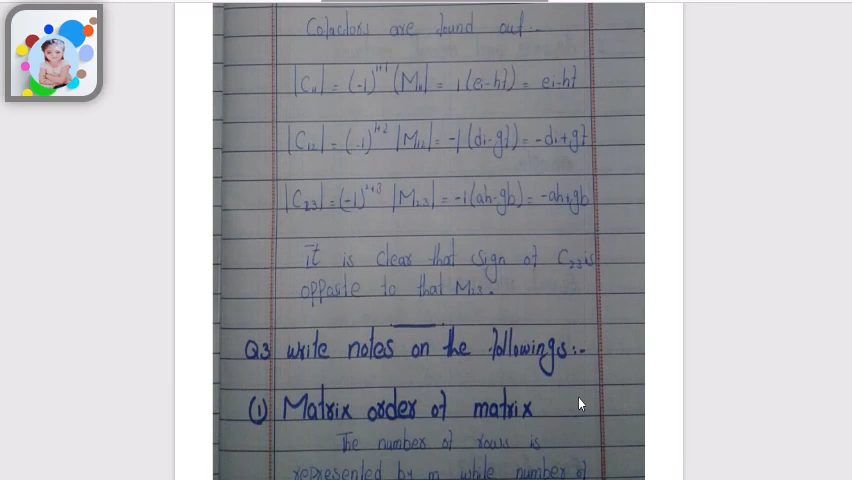 Cofactors are found out:-
|C₁₁| = (-1)¹⁺¹ (M₁₁| = 1(ei-hf) = ei-hf
|C₁₂| = (-1)¹⁺² |M₁₂| = -1(di-gf) = -di+gf
|C₂₃| = (-1)²⁺³ |M₂₃| = -1(ah-gb) = -ah+gb
it is clear that sign of C₂₃ is
opposite to that M₂₃.
Q3 write notes on the followings:-
(1) Matrix order of matrix
The number of rows is
represented by m while number of